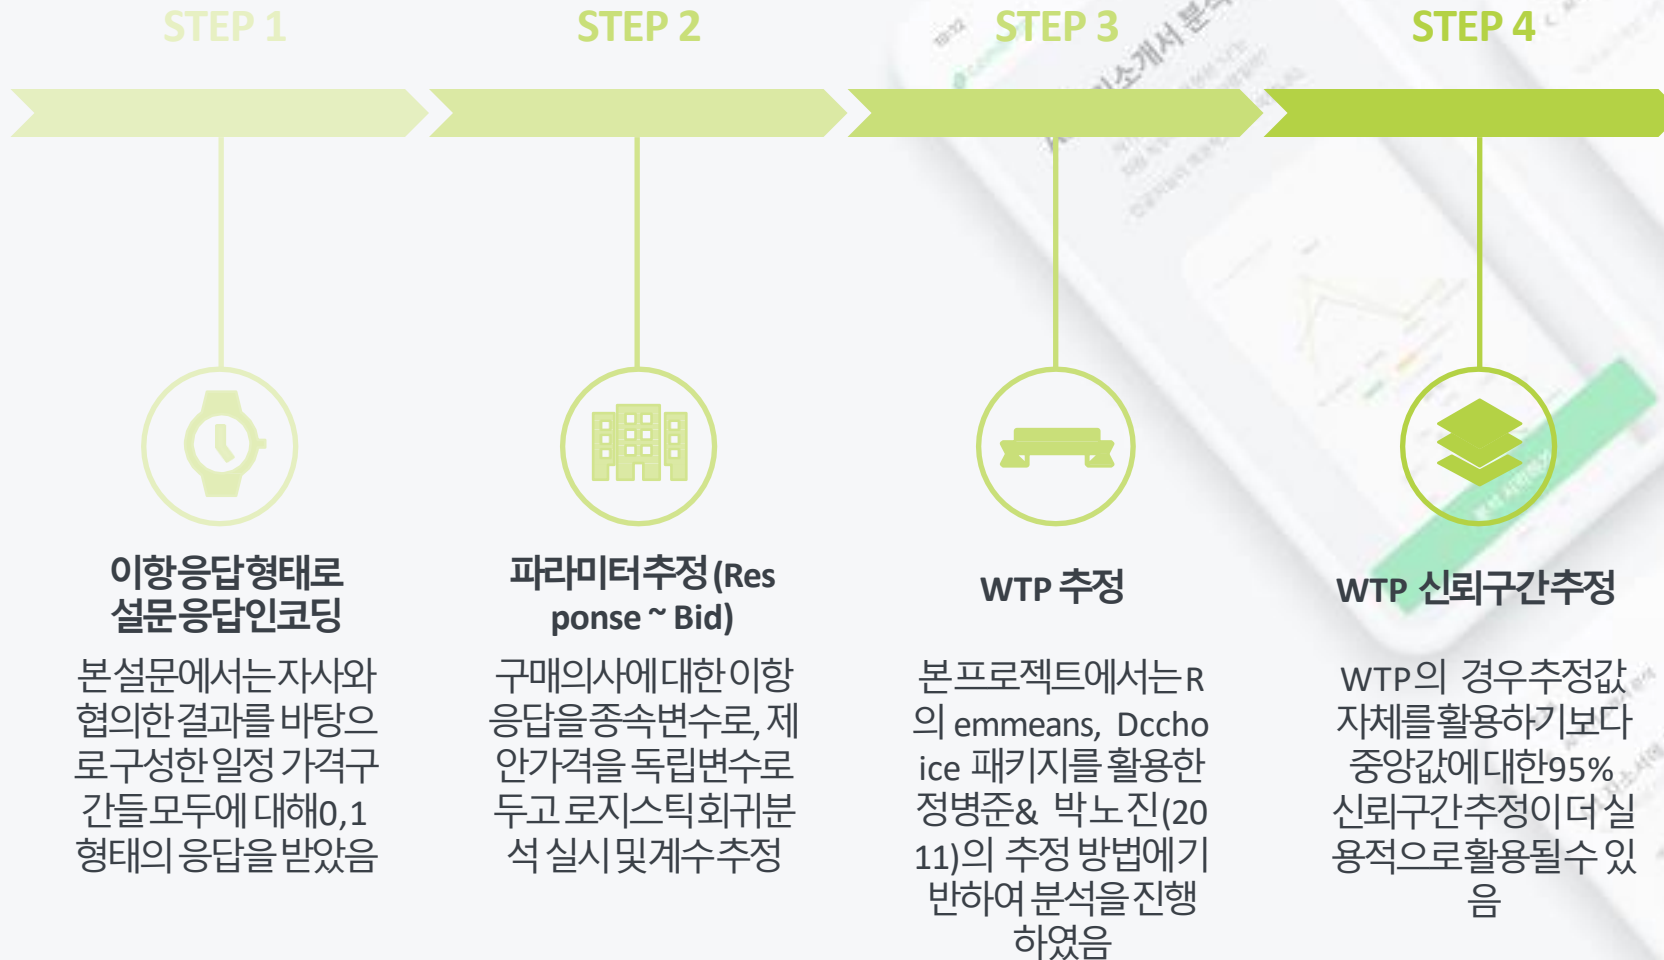 STEP 1
STEP 2
STEP 3
STEP 4
이항 응답 형태로
설문 응답 인코딩
본 설문에서는 자사와
협의한 결과를 바탕으
로 구성한 일정 가격구
간들 모두에 대해 0,1
형태의 응답을 받았음
파라미터 추정 (Res
ponse ~ Bid)
구매의사에 대한 이항
응답을 종속변수로, 제
안가격을 독립변수로
두고 로지스틱 회귀분
석 실시 및 계수 추정
WTP 추정
본 프로젝트에서는 R
의 emmeans, Dccho
ice 패키지를 활용한
정병준& 박노진(20
11)의 추정 방법에 기
반하여 분석을 진행
하였음
WTP 신뢰구간 추정
WTP의 경우 추정값
자체를 활용하기보다
중앙값에 대한 95%
신뢰구간 추정이 더 실
용적으로 활용될 수 있
음